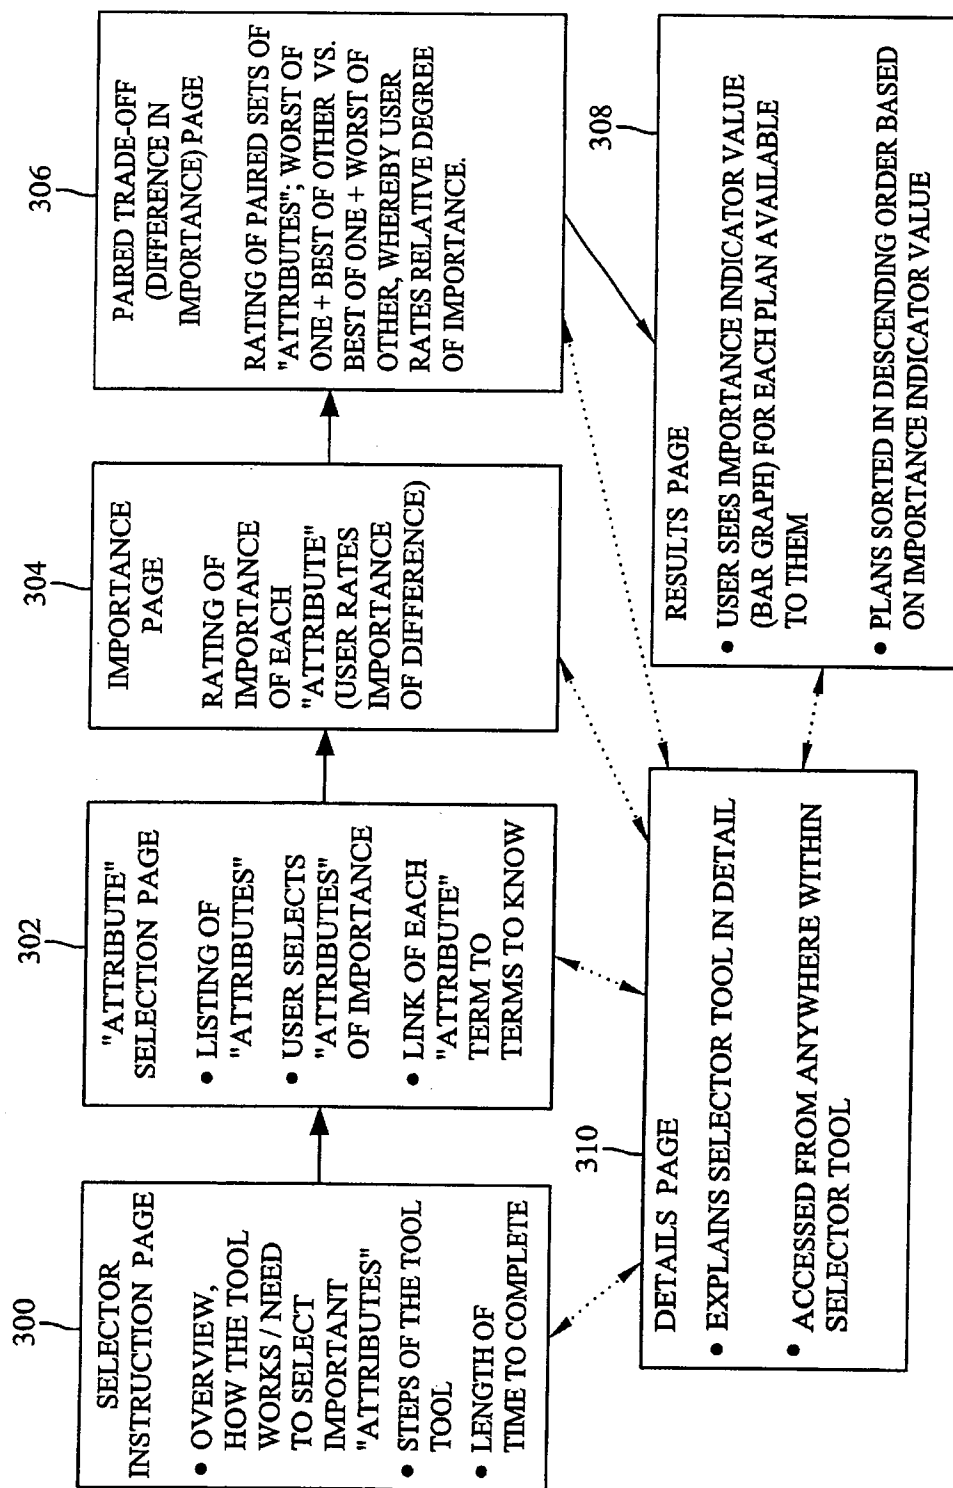 300
SELECTOR
INSTRUCTION PAGE
• OVERVIEW,
HOW THE TOOL
WORKS / NEED
TO SELECT
IMPORTANT
"ATTRIBUTES"
• STEPS OF THE TOOL
TOOL
• LENGTH OF
TIME TO COMPLETE
302
"ATTRIBUTE"
SELECTION PAGE
• LISTING OF
"ATTRIBUTES"
• USER SELECTS
"ATTRIBUTES"
OF IMPORTANCE
• LINK OF EACH
"ATTRIBUTE"
TERM TO
TERMS TO KNOW
304
IMPORTANCE
PAGE
RATING OF
IMPORTANCE
OF EACH
"ATTRIBUTE"
(USER RATES
IMPORTANCE
OF DIFFERENCE)
306
PAIRED TRADE-OFF
(DIFFERENCE IN
IMPORTANCE) PAGE
RATING OF PAIRED SETS OF
"ATTRIBUTES"; WORST OF
ONE + BEST OF OTHER VS.
BEST OF ONE + WORST OF
OTHER, WHEREBY USER
RATES RELATIVE DEGREE
OF IMPORTANCE.
310
DETAILS PAGE
• EXPLAINS SELECTOR TOOL IN DETAIL
• ACCESSED FROM ANYWHERE WITHIN
SELECTOR TOOL
308
RESULTS PAGE
• USER SEES IMPORTANCE INDICATOR VALUE
(BAR GRAPH) FOR EACH PLAN AVAILABLE
TO THEM
• PLANS SORTED IN DESCENDING ORDER BASED
ON IMPORTANCE INDICATOR VALUE